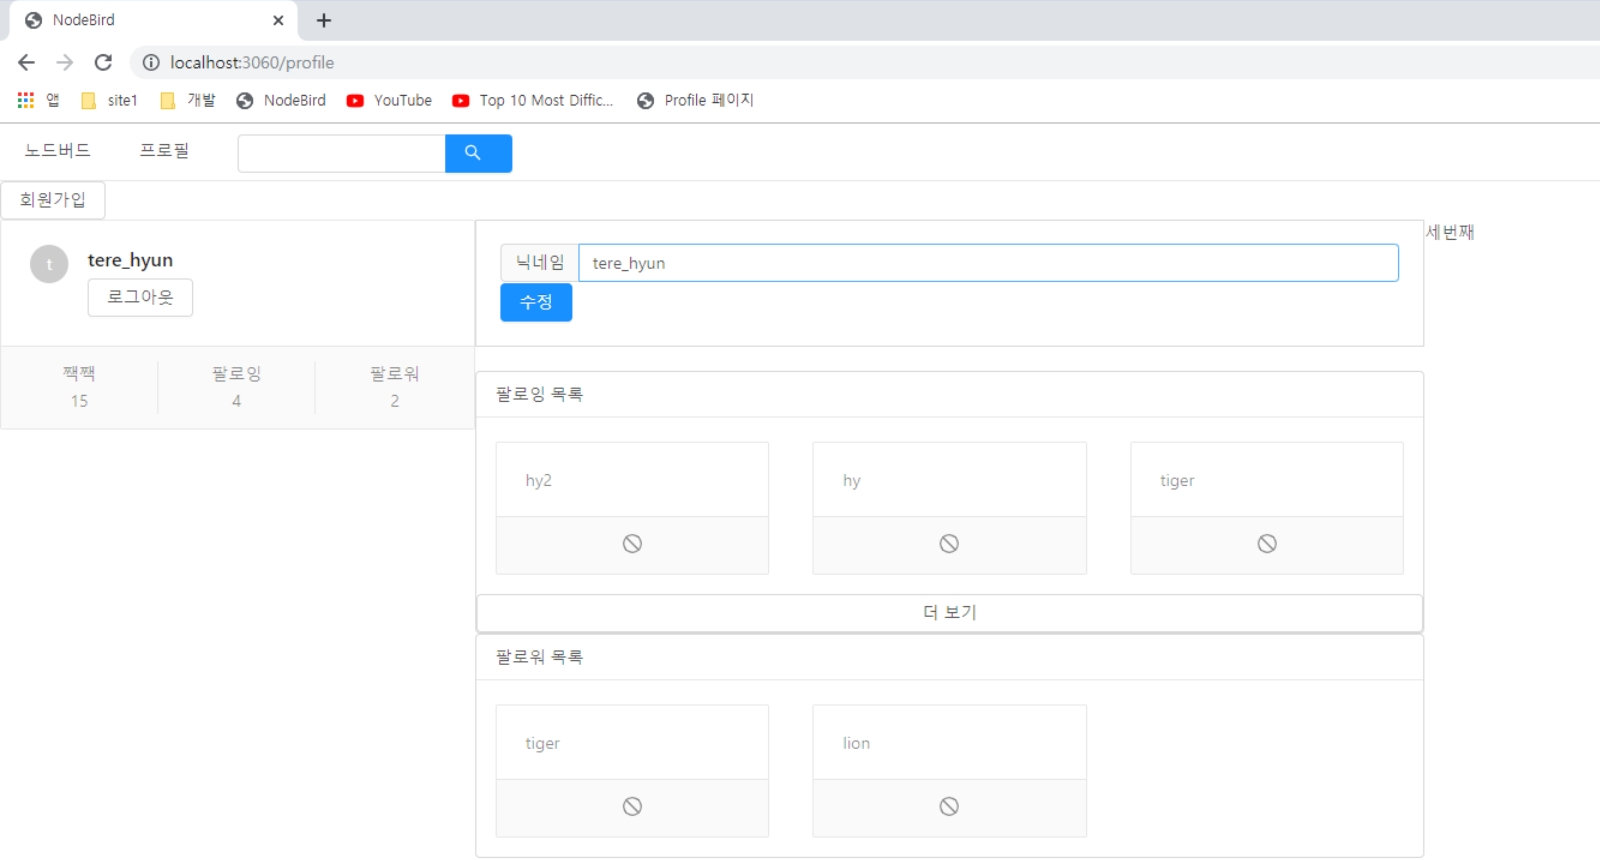 NodeBird
localhost:3060/profile
앱 site1 개발 NodeBird YouTube Top 10 Most Diffic... Profile 페이지
노드버드 프로필
회원가입
t tere_hyun
로그아웃
짹짹 팔로잉 팔로워
15 4 2
닉네임 tere_hyun
수정
세번째
팔로잉 목록
hy2 hy tiger
더 보기
팔로워 목록
tiger lion